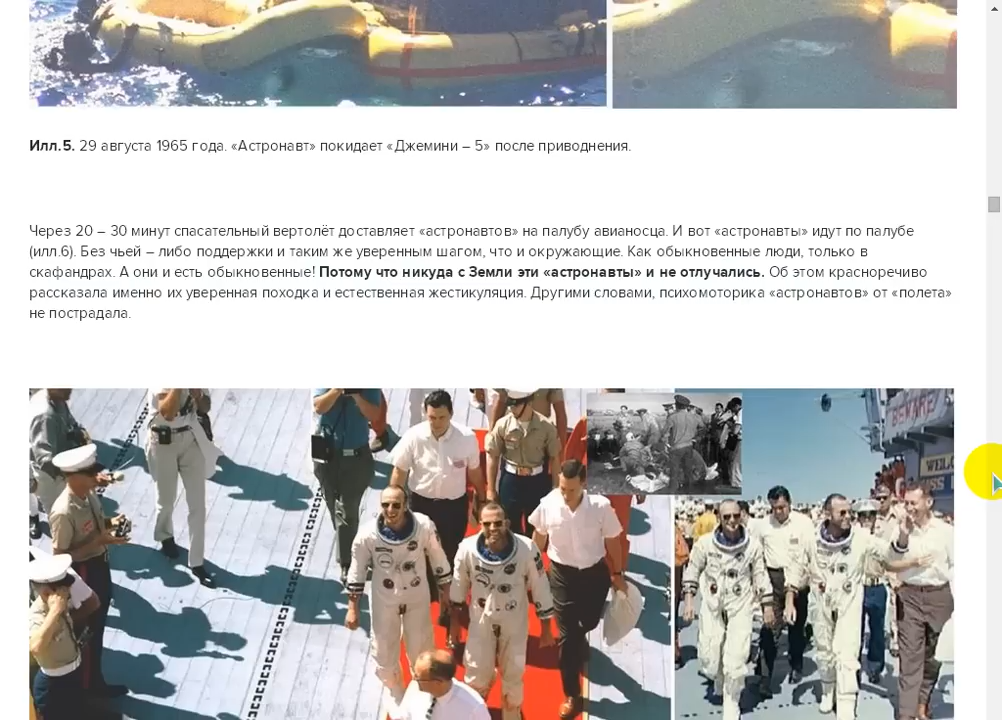 Илл.5. 29 августа 1965 года. «Астронавт» покидает «Джемини – 5» после приводнения.
Через 20 – 30 минут спасательный вертолёт доставляет «астронавтов» на палубу авианосца. И вот «астронавты» идут по палубе
(илл.6). Без чьей – либо поддержки и таким же уверенным шагом, что и окружающие. Как обыкновенные люди, только в
скафандрах. А они и есть обыкновенные! Потому что никуда с Земли эти «астронавты» и не отлучались. Об этом красноречиво
рассказала именно их уверенная походка и естественная жестикуляция. Другими словами, психомоторика «астронавтов» от «полета»
не пострадала.
BEWARE